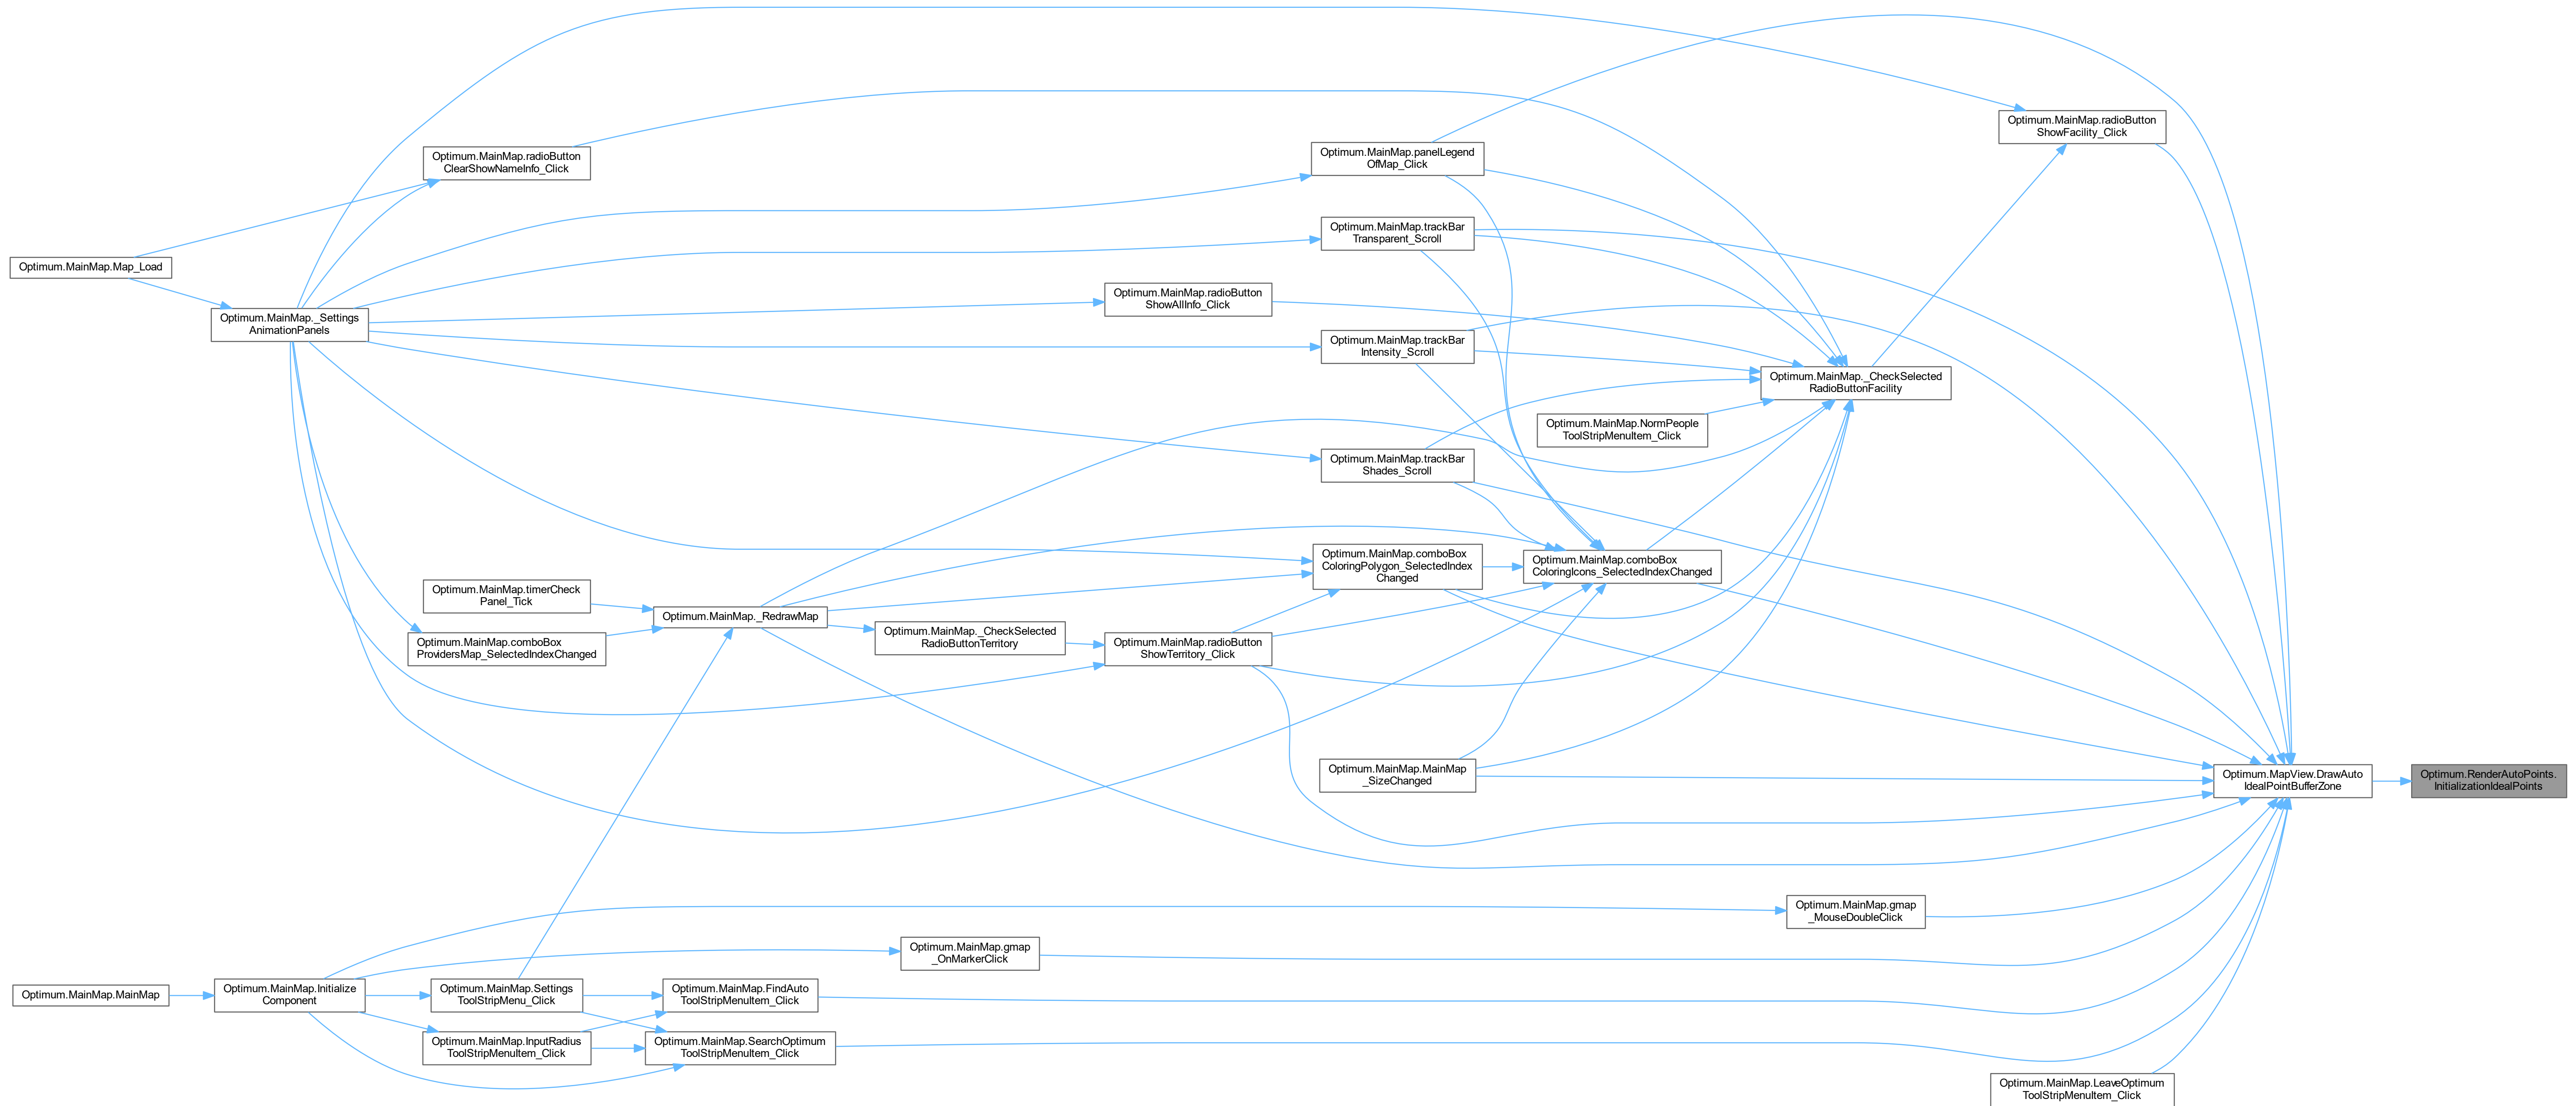 Optimum.MainMap.radioButton
ShowFacility_Click
Optimum.MainMap.radioButton
ClearShowNameInfo_Click
Optimum.MainMap.panelLegend
OfMap_Click
Optimum.MainMap.trackBar
Transparent_Scroll
Optimum.MainMap.Map_Load
Optimum.MainMap._Settings
AnimationPanels
Optimum.MainMap.radioButton
ShowAllInfo_Click
Optimum.MainMap.trackBar
Intensity_Scroll
Optimum.MainMap._CheckSelected
RadioButtonFacility
Optimum.MainMap.NormPeople
ToolStripMenuItem_Click
Optimum.MainMap.trackBar
Shades_Scroll
Optimum.MainMap.comboBox
ColoringPolygon_SelectedIndex
Changed
Optimum.MainMap.comboBox
ColoringIcons_SelectedIndexChanged
Optimum.MainMap.timerCheck
Panel_Tick
Optimum.MainMap._RedrawMap
Optimum.MainMap.comboBox
ProvidersMap_SelectedIndexChanged
Optimum.MainMap._CheckSelected
RadioButtonTerritory
Optimum.MainMap.radioButton
ShowTerritory_Click
Optimum.MainMap.MainMap
_SizeChanged
Optimum.MapView.DrawAuto
IdealPointBufferZone
Optimum.RenderAutoPoints.
InitializationIdealPoints
Optimum.MainMap.gmap
_MouseDoubleClick
Optimum.MainMap.gmap
_OnMarkerClick
Optimum.MainMap.MainMap
Optimum.MainMap.Initialize
Component
Optimum.MainMap.Settings
ToolStripMenu_Click
Optimum.MainMap.FindAuto
ToolStripMenuItem_Click
Optimum.MainMap.InputRadius
ToolStripMenuItem_Click
Optimum.MainMap.SearchOptimum
ToolStripMenuItem_Click
Optimum.MainMap.LeaveOptimum
ToolStripMenuItem_Click